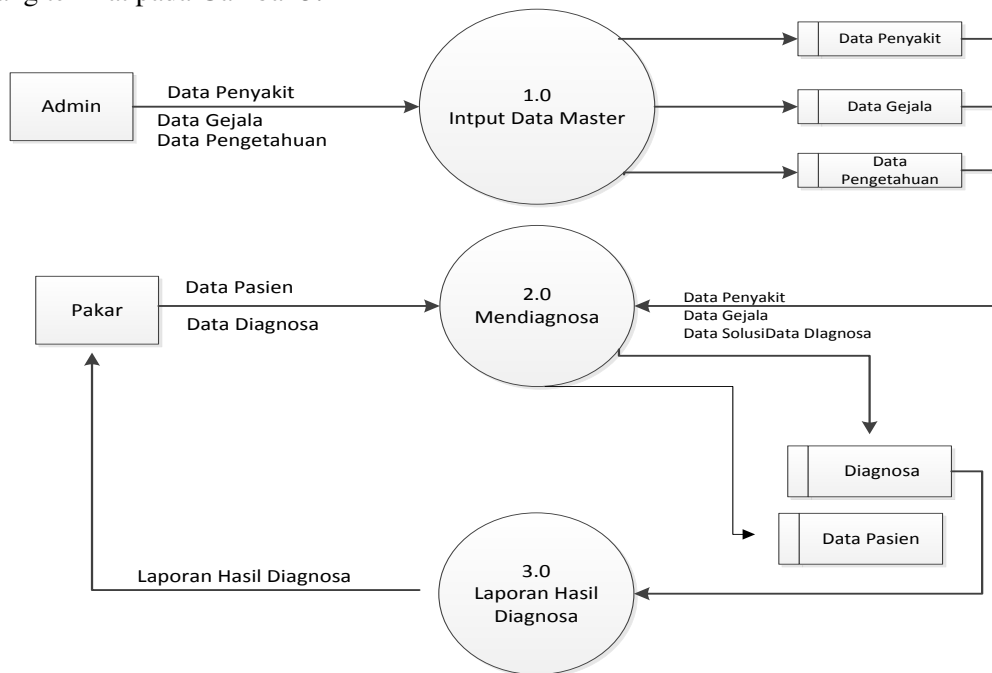 Admin
Data Penyakit
Data Gejala
Data Pengetahuan
1.0
Intput Data Master
Data Penyakit
Data Gejala
Data
Pengetahuan
Pakar
Data Pasien
Data Diagnosa
2.0
Mendiagnosa
Data Penyakit
Data Gejala
Data SolusiData DIagnosa
Diagnosa
Data Pasien
3.0
Laporan Hasil
Diagnosa
Laporan Hasil Diagnosa